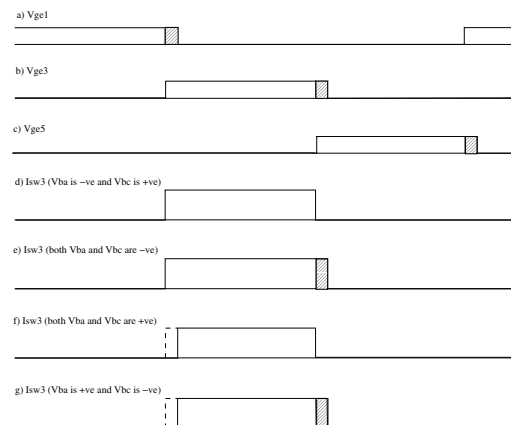 a) Vge1
b) Vge3
c) Vge5
d) Isw3 (Vba is −ve and Vbc is +ve)
e) Isw3 (both Vba and Vbc are −ve)
f) Isw3 (both Vba and Vbc are +ve)
g) Isw3 (Vba is +ve and Vbc is −ve)